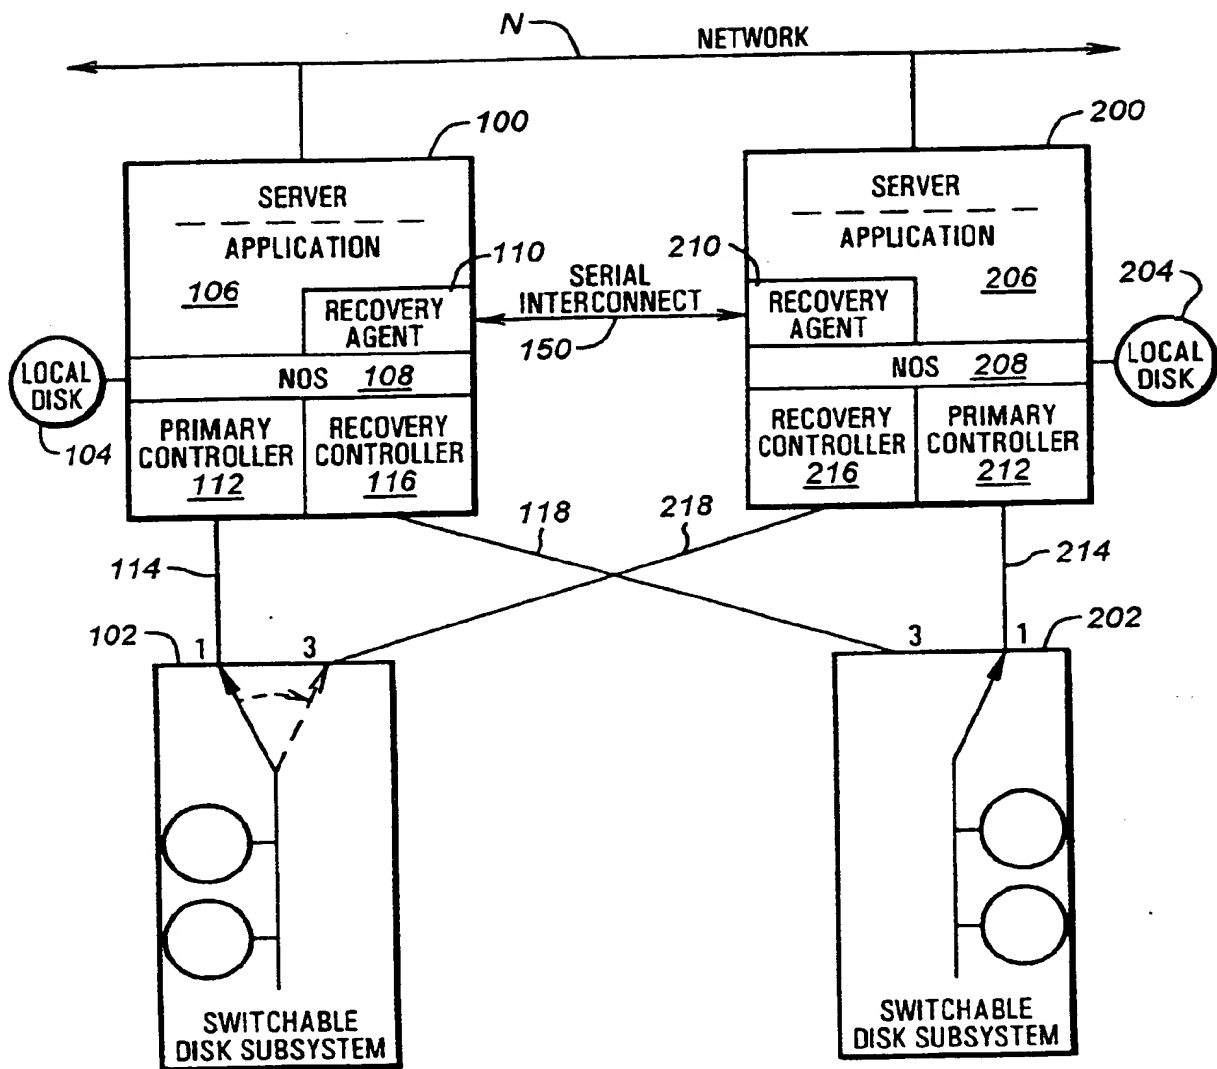 N
NETWORK
100
200
SERVER
APPLICATION
106
110
RECOVERY
AGENT
NOS 108
PRIMARY
CONTROLLER
112
RECOVERY
CONTROLLER
116
LOCAL
DISK
104
SERIAL
INTERCONNECT
150
SERVER
APPLICATION
206
210
RECOVERY
AGENT
NOS 208
RECOVERY
CONTROLLER
216
PRIMARY
CONTROLLER
212
204
LOCAL
DISK
118
218
114
214
102
1
3
3
1
202
SWITCHABLE
DISK SUBSYSTEM
SWITCHABLE
DISK SUBSYSTEM